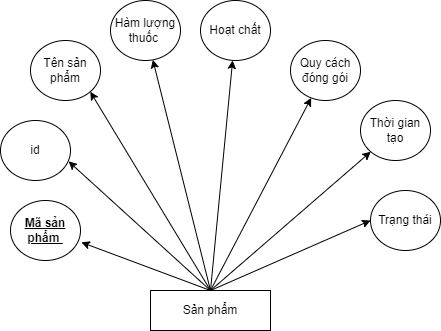 Hàm lượng
thuốc
Hoạt chất
Tên sản
phẩm
Quy cách
đóng gói
Thời gian
tạo
id
Mã sản
phẩm
Trạng thái
Sản phẩm